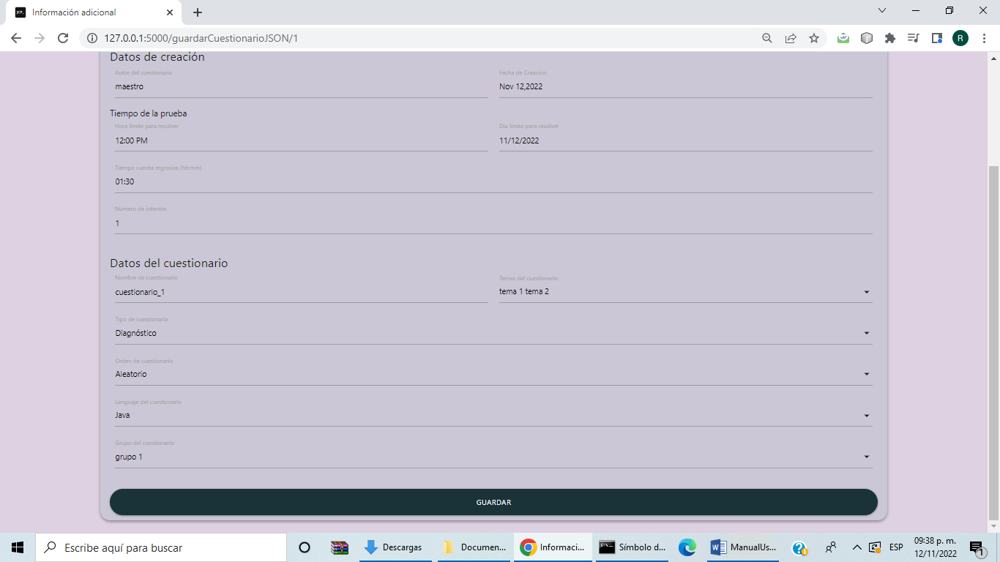 Información adicional
127.0.0.1:5000/guardarCuestionarioJSON/1
R
Datos de creación
Autor del cuestionario
Fecha de Creación
maestro
Nov 12,2022
Tiempo de la prueba
Hora límite para resolver
Día límite para resolver
12:00 PM
11/12/2022
Tiempo cuenta regresiva (hh:mm)
01:30
Número de intentos
1
Datos del cuestionario
Nombre de cuestionario
Temas del cuestionario
cuestionario_1
tema 1 tema 2
Tipo de cuestionario
Diagnóstico
Orden de cuestionario
Aleatorio
Lenguaje del cuestionario
Java
Grupo del cuestionario
grupo 1
GUARDAR
Escribe aquí para buscar
Descargas
Documen...
Informaci...
Símbolo d...
ManualUs...
ESP
09:38 p. m.
12/11/2022
1